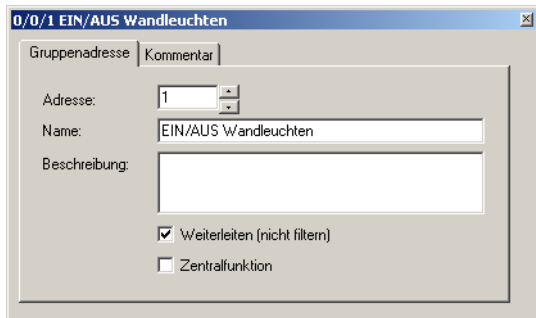 0/0/1 EIN/AUS Wandleuchten
Gruppenadresse Kommentar
Adresse: 1
Name: EIN/AUS Wandleuchten
Beschreibung:
Weiterleiten (nicht filtern)
Zentralfunktion